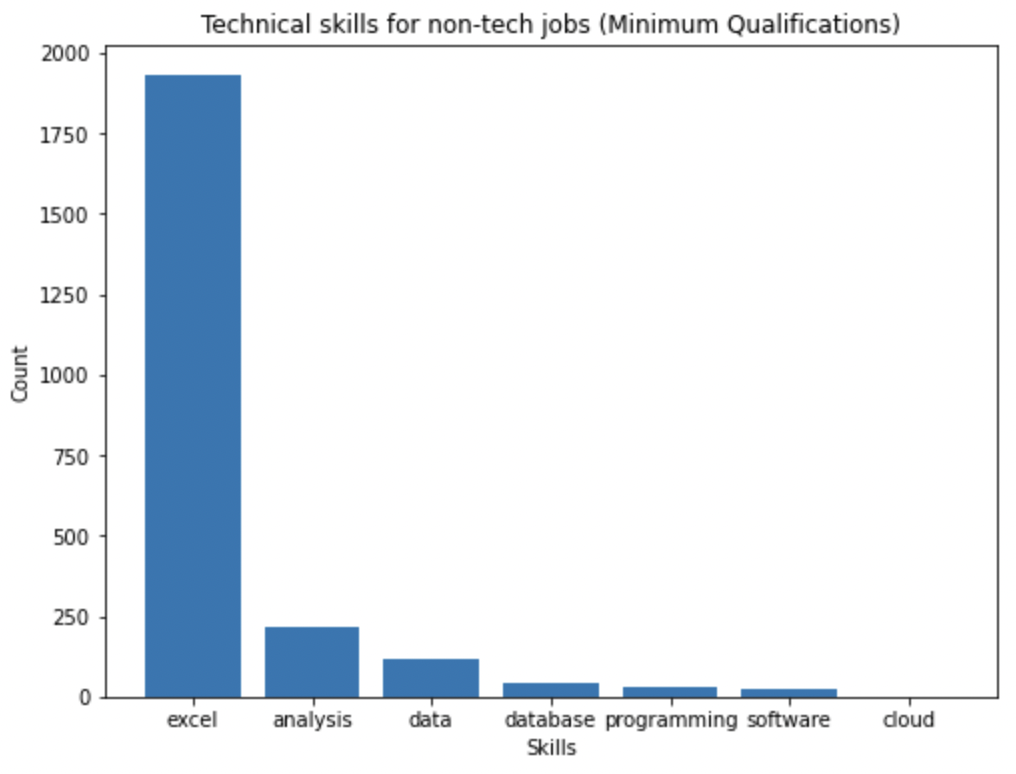 Technical skills for non-tech jobs (Minimum Qualifications)
2000
1750
1500
1250
1000
750
500
250
0
Count
excel analysis data database programming software cloud
Skills